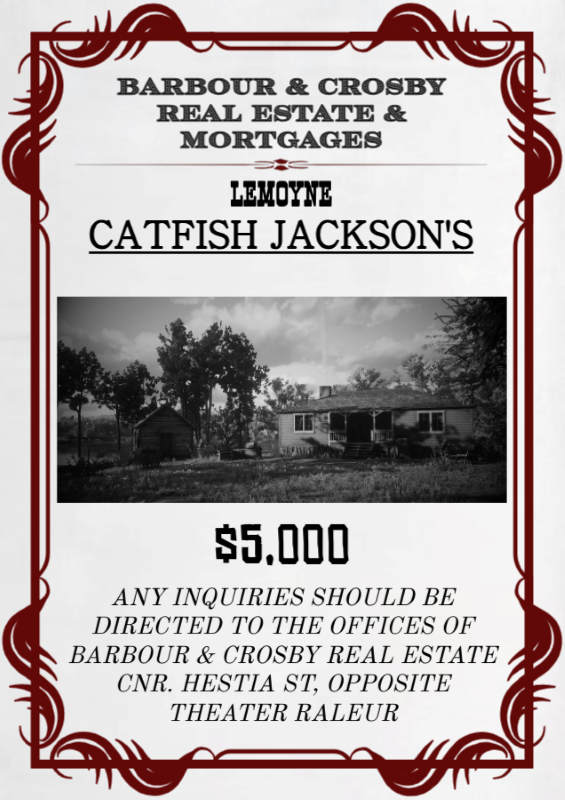 BARBOUR & CROSBY
REAL ESTATE &
MORTGAGES
LEMOYNE
CATFISH JACKSON'S
$5,000
ANY INQUIRIES SHOULD BE
DIRECTED TO THE OFFICES OF
BARBOUR & CROSBY REAL ESTATE
CNR. HESTIA ST, OPPOSITE
THEATER RALEUR